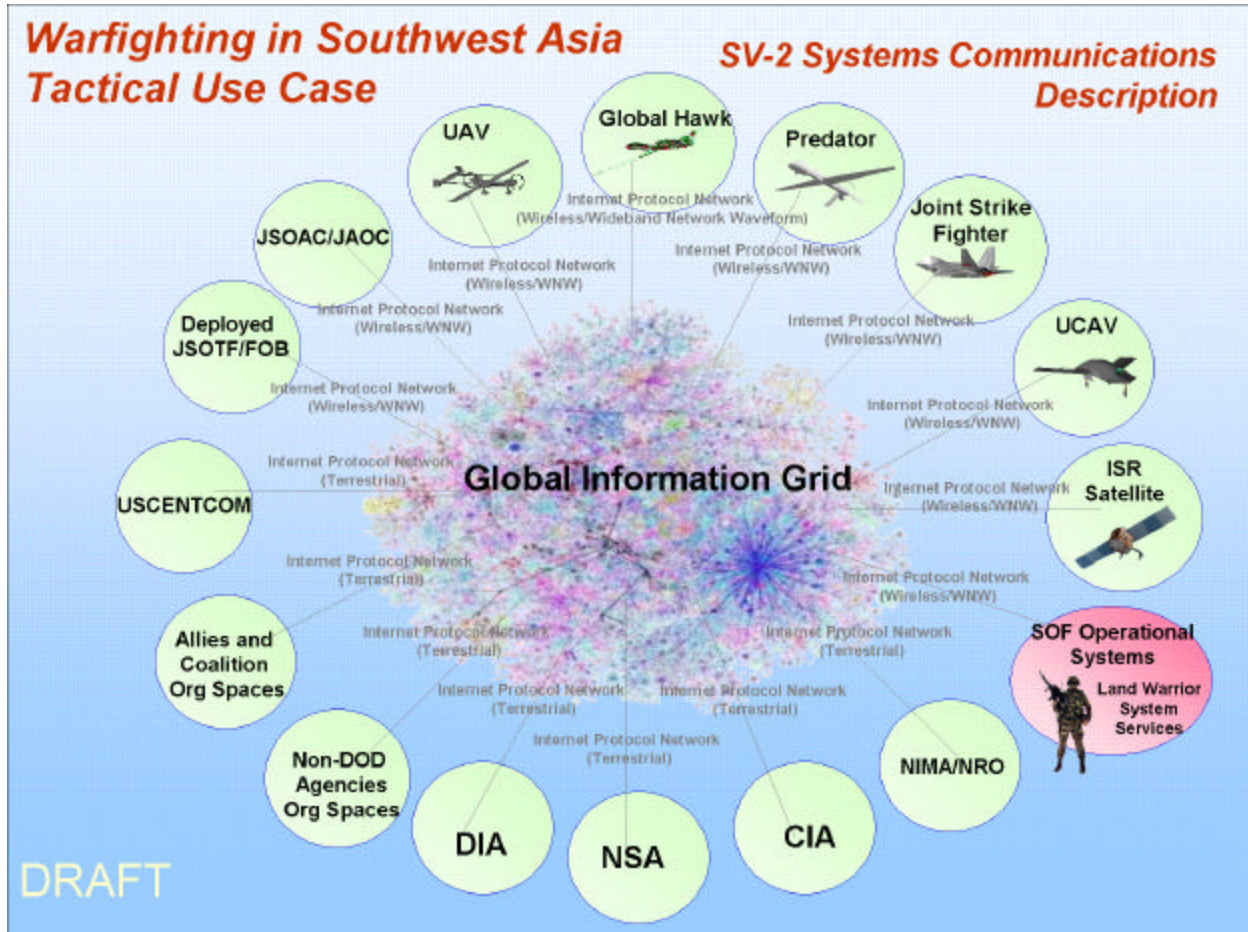 Warfighting in Southwest Asia
Tactical Use Case
SV-2 Systems Communications
Description
UAV
Global Hawk
Predator
Internet Protocol Network
(Wireless/Wideband Network Waveform)
Joint Strike
Fighter
JSOAC/JAOC
Internet Protocol Network
(Wireless/WNW)
Internet Protocol Network
(Wireless/WNW)
Internet Protocol Network
(Wireless/WNW)
Internet Protocol Network
(Wireless/WNW)
Deployed
JSOTF/FOB
UCAV
Internet Protocol Network
(Wireless/WNW)
Internet Protocol Network
(Wireless/WNW)
Internet Protocol Network
(Terrestrial)
Global Information Grid
ISR
Satellite
Internet Protocol Network
(Wireless/WNW)
USCENTCOM
Internet Protocol Network
(Terrestrial)
Internet Protocol Network
(Wireless/WNW)
Allies and
Coalition
Org Spaces
Internet Protocol Network
(Terrestrial)
Internet Protocol Network
(Terrestrial)
SOF Operational
Systems
Land Warrior
System
Services
Internet Protocol Network
(Terrestrial)
Internet Protocol Network
(Terrestrial)
Internet Protocol Network
(Terrestrial)
Non-DOD
Agencies
Org Spaces
NIMA/NRO
DIA
NSA
CIA
DRAFT